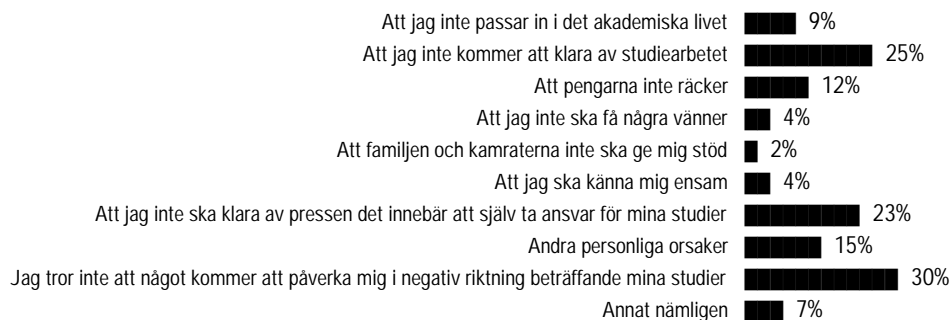 Att jag inte passar in i det akademiska livet 9%
Att jag inte kommer att klara av studiearbetet 25%
Att pengarna inte räcker 12%
Att jag inte ska få några vänner 4%
Att familjen och kamraterna inte ska ge mig stöd 2%
Att jag ska känna mig ensam 4%
Att jag inte ska klara av pressen det innebär att själv ta ansvar för mina studier 23%
Andra personliga orsaker 15%
Jag tror inte att något kommer att påverka mig i negativ riktning beträffande mina studier 30%
Annat nämligen 7%